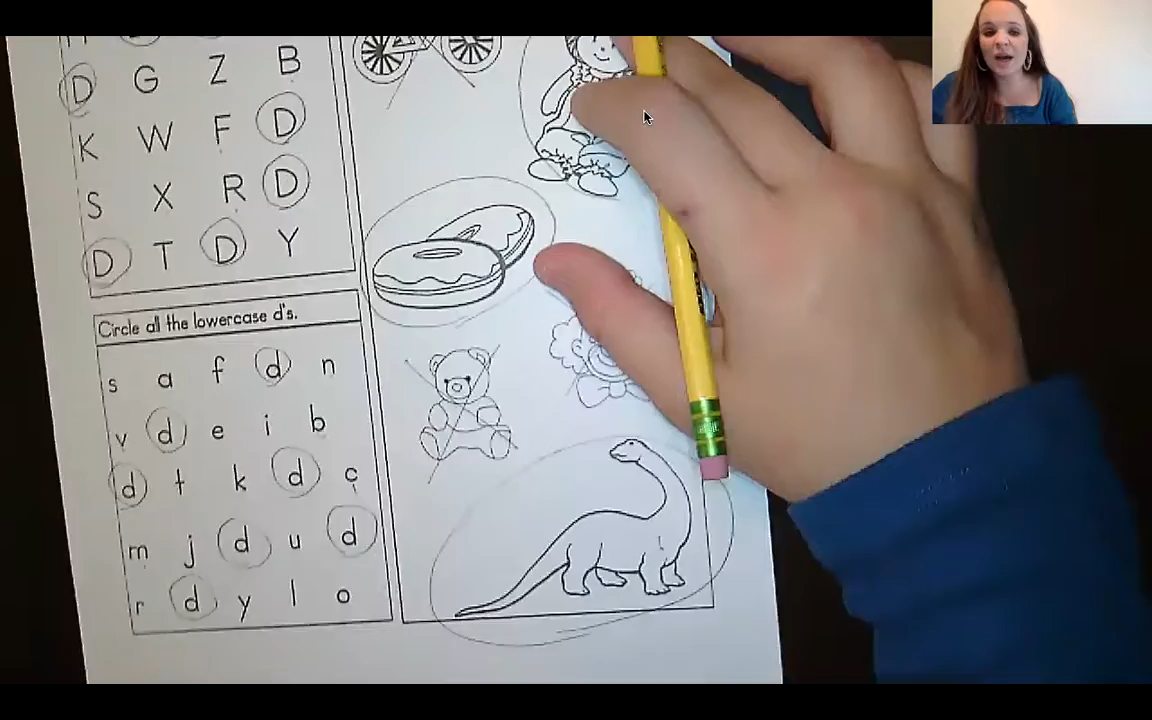 D G Z B
K W F D
S X R D
D T D Y
Circle all the lowercase d's.
s a f d n
v d e i b
d t k d c
m j d u d
r d y l o